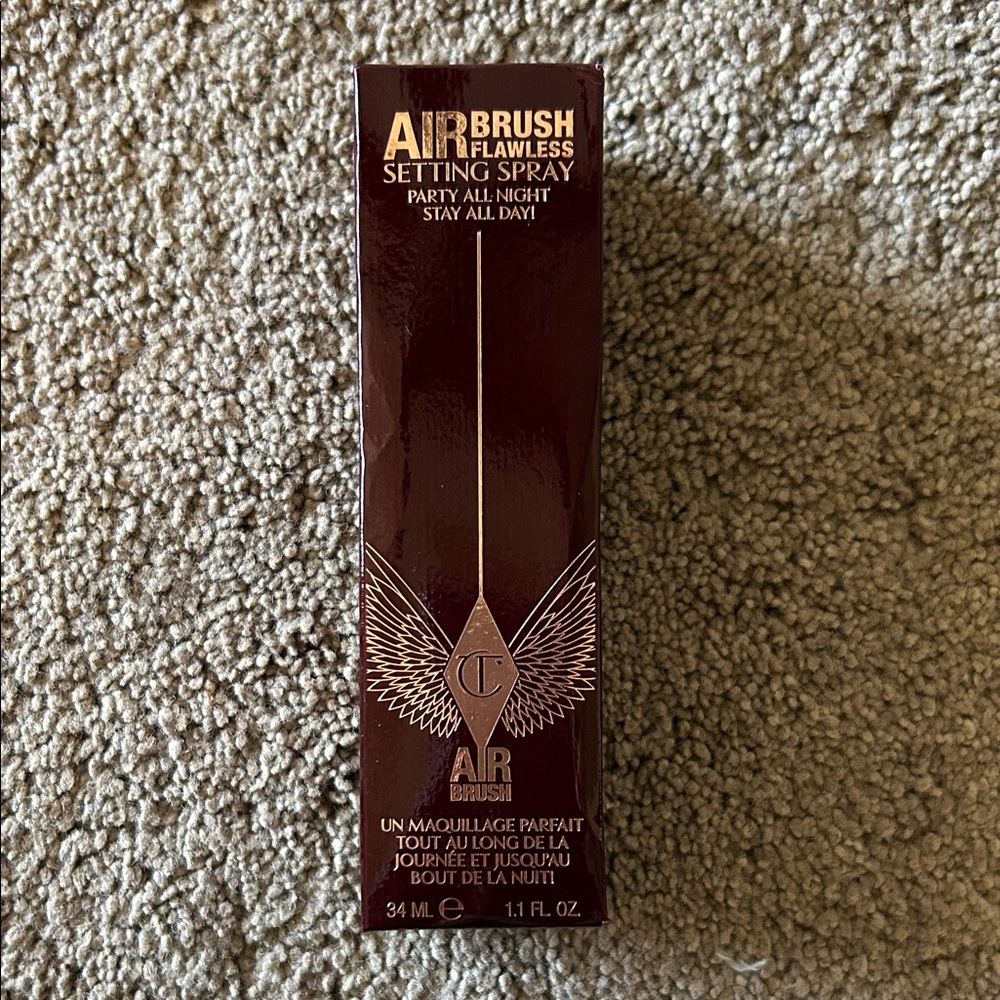 AIRBRUSH
FLAWLESS
SETTING SPRAY
PARTY ALL NIGHT
STAY ALL DAY!
CT
AIR
BRUSH
UN MAQUILLAGE PARFAIT
TOUT AU LONG DE LA
JOURNÉE ET JUSQU'AU
BOUT DE LA NUIT!
34 ML ℮ 1.1 FL. OZ.